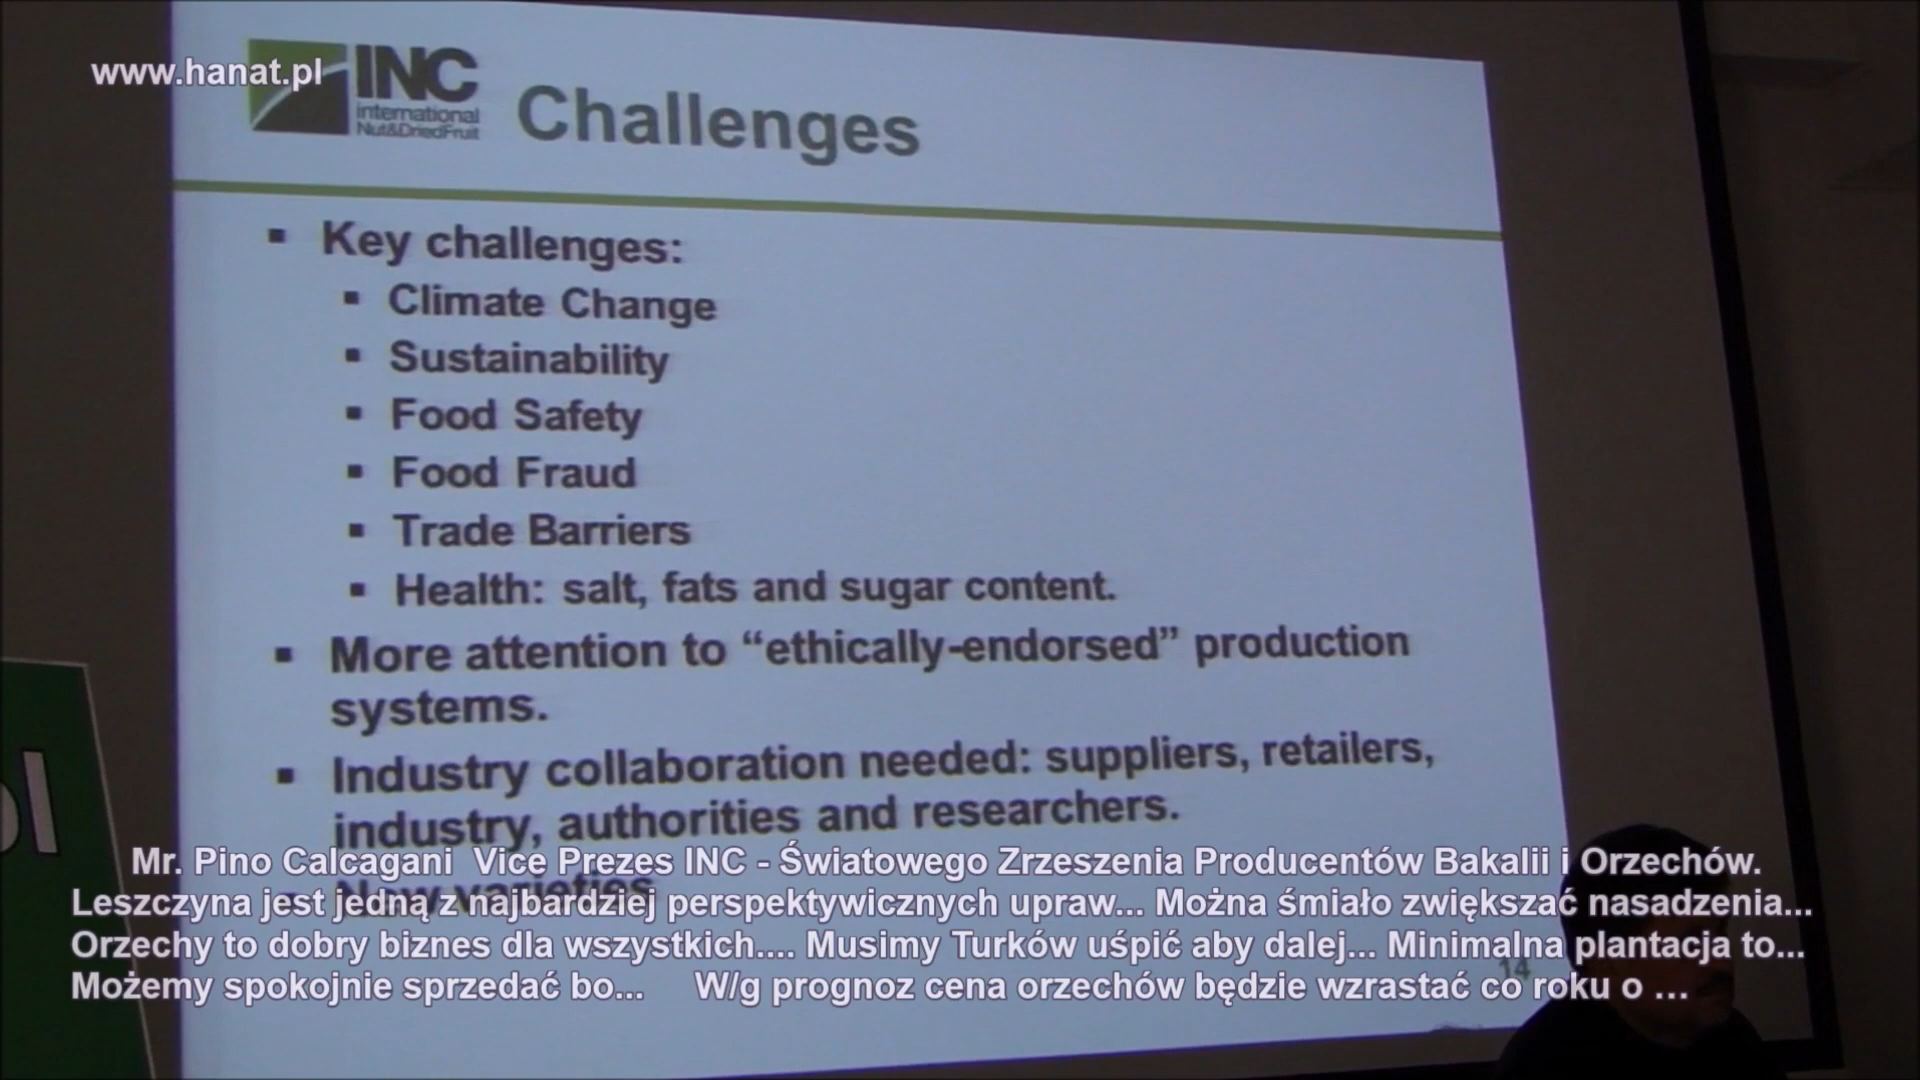 www.hanat.pl
INC
International
Nut&DriedFruit
Challenges
Key challenges:
Climate Change
Sustainability
Food Safety
Food Fraud
Trade Barriers
Health: salt, fats and sugar content.
More attention to “ethically-endorsed” production
systems.
Industry collaboration needed: suppliers, retailers,
industry, authorities and researchers.
New varieties
Mr. Pino Calcagani Vice Prezes INC - Światowego Zrzeszenia Producentów Bakalii i Orzechów.
Leszczyna jest jedną z najbardziej perspektywicznych upraw... Można śmiało zwiększać nasadzenia...
Orzechy to dobry biznes dla wszystkich.... Musimy Turków uśpić aby dalej... Minimalna plantacja to...
Możemy spokojnie sprzedać bo... W/g prognoz cena orzechów będzie wzrastać co roku o ...
14
pl